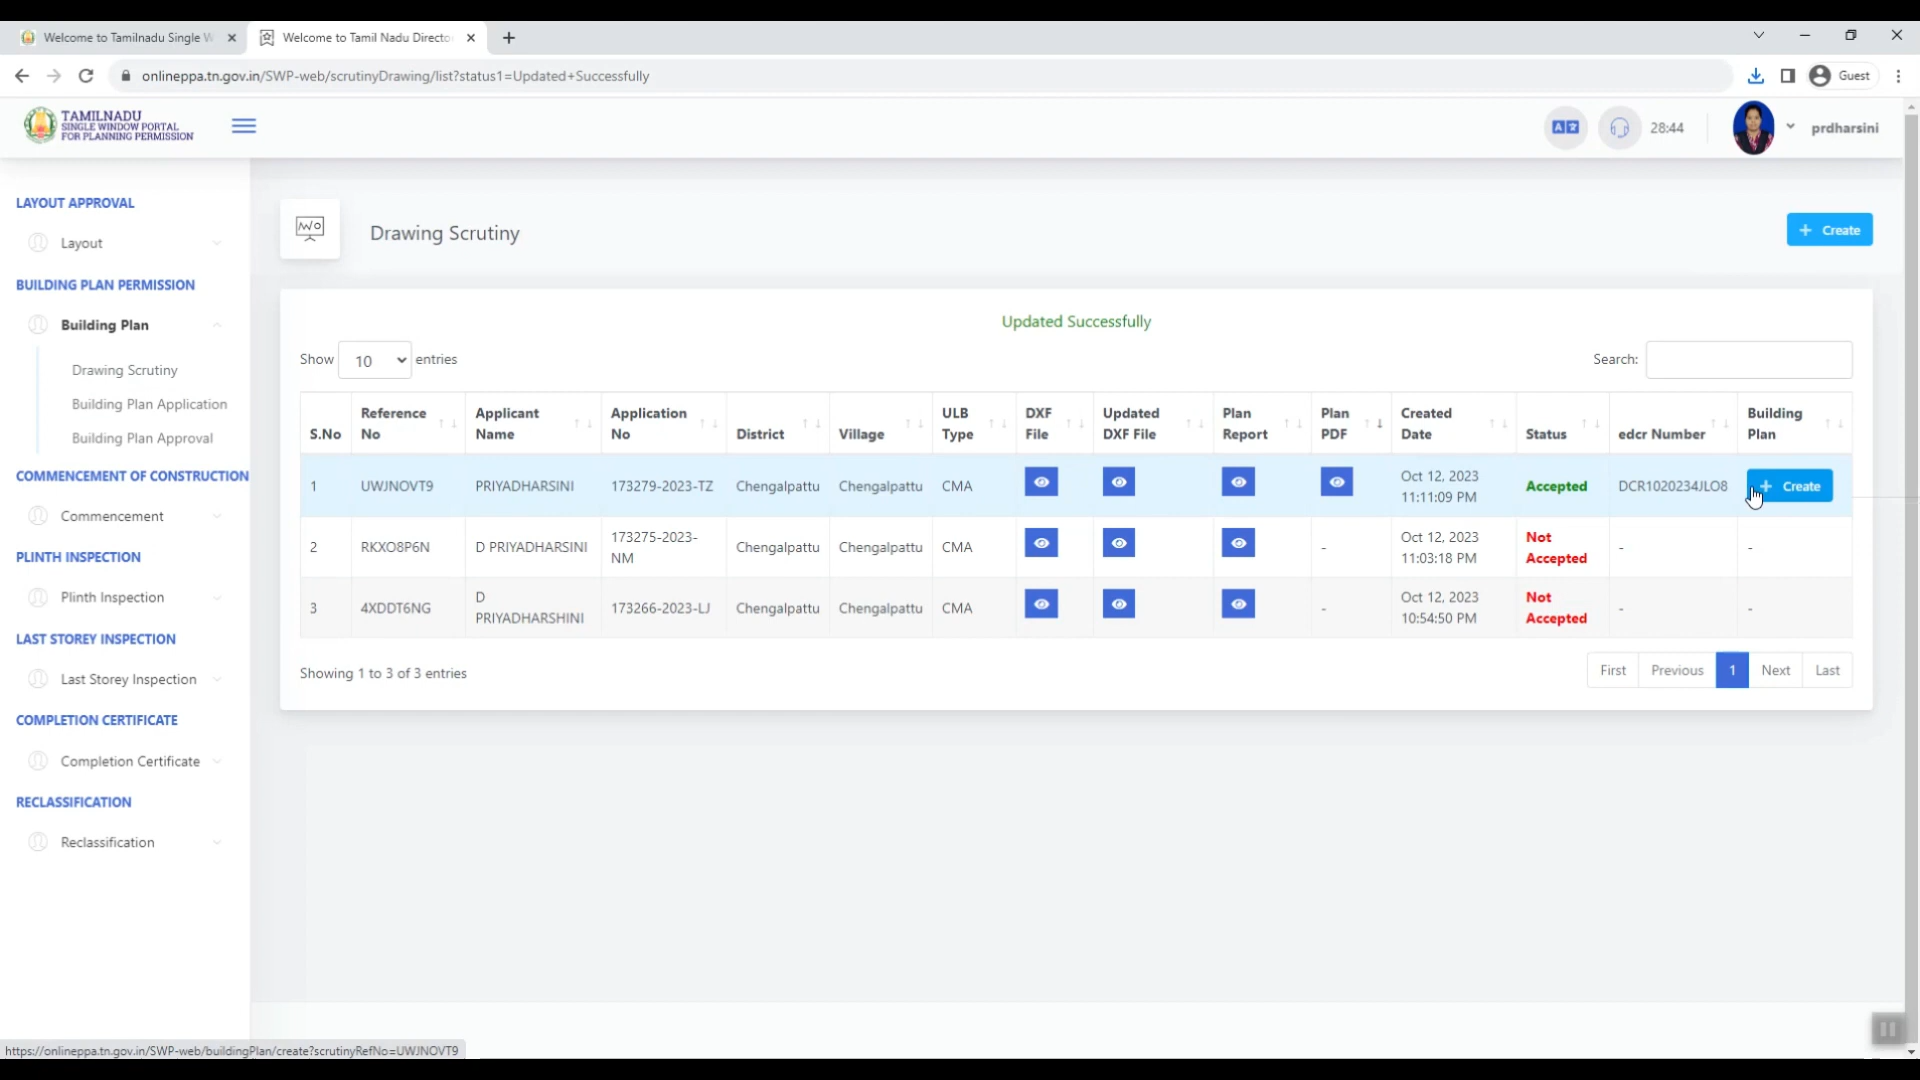 Welcome to Tamilnadu Single W
Welcome to Tamil Nadu Directo
onlineppa.tn.gov.in/SWP-web/scrutinyDrawing/list?status1=Updated+Successfully
Guest
TAMILNADU
SINGLE WINDOW PORTAL
FOR PLANNING PERMISSION
28:44
prdharsini
LAYOUT APPROVAL
Layout
BUILDING PLAN PERMISSION
Building Plan
Drawing Scrutiny
Building Plan Application
Building Plan Approval
COMMENCEMENT OF CONSTRUCTION
Commencement
PLINTH INSPECTION
Plinth Inspection
LAST STOREY INSPECTION
Last Storey Inspection
COMPLETION CERTIFICATE
Completion Certificate
RECLASSIFICATION
Reclassification
Drawing Scrutiny
+ Create
Updated Successfully
Show 10 entries
Search:
S.No Reference No Applicant Name Application No District Village ULB Type DXF File Updated DXF File Plan Report Plan PDF Created Date Status edcr Number Building Plan
1 UWJNOVT9 PRIYADHARSINI 173279-2023-TZ Chengalpattu Chengalpattu CMA Oct 12, 2023 11:11:09 PM Accepted DCR1020234JLO8 + Create
2 RKXO8P6N D PRIYADHARSINI 173275-2023-NM Chengalpattu Chengalpattu CMA - Oct 12, 2023 11:03:18 PM Not Accepted - -
3 4XDDT6NG D PRIYADHARSHINI 173266-2023-LJ Chengalpattu Chengalpattu CMA - Oct 12, 2023 10:54:50 PM Not Accepted - -
Showing 1 to 3 of 3 entries
First Previous 1 Next Last
https://onlineppa.tn.gov.in/SWP-web/buildingPlan/create?scrutinyRefNo=UWJNOVT9